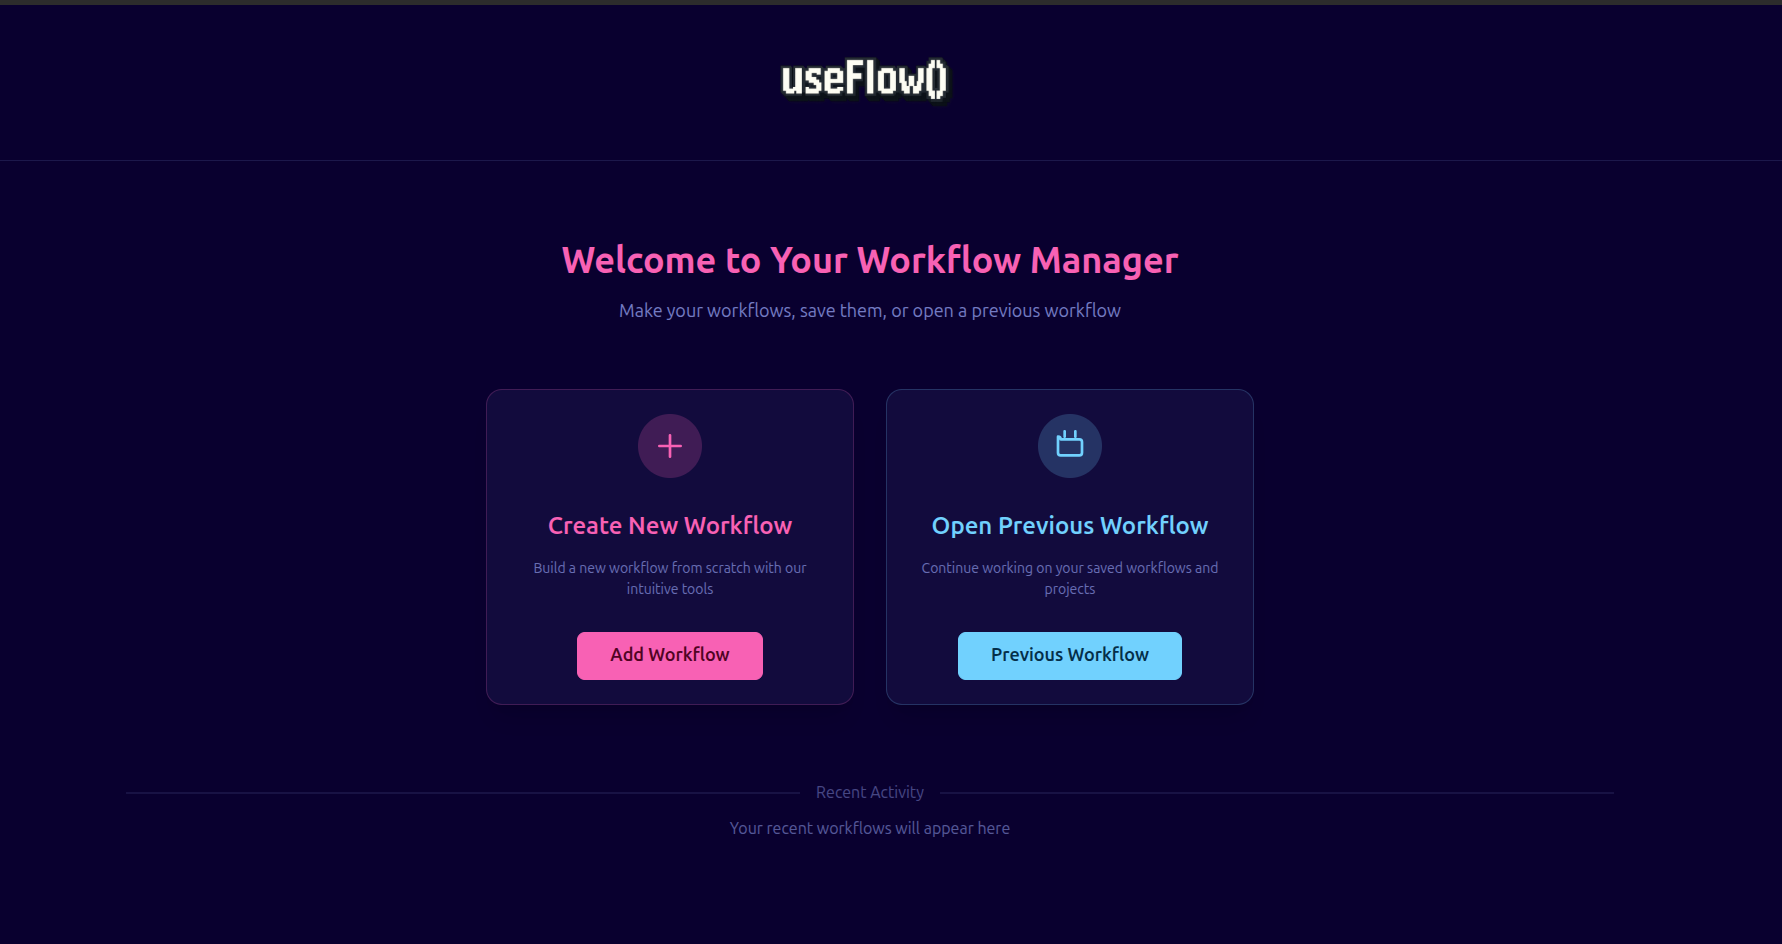 useFlow()
Welcome to Your Workflow Manager
Make your workflows, save them, or open a previous workflow
Create New Workflow
Build a new workflow from scratch with our
intuitive tools
Add Workflow
Open Previous Workflow
Continue working on your saved workflows and
projects
Previous Workflow
Recent Activity
Your recent workflows will appear here